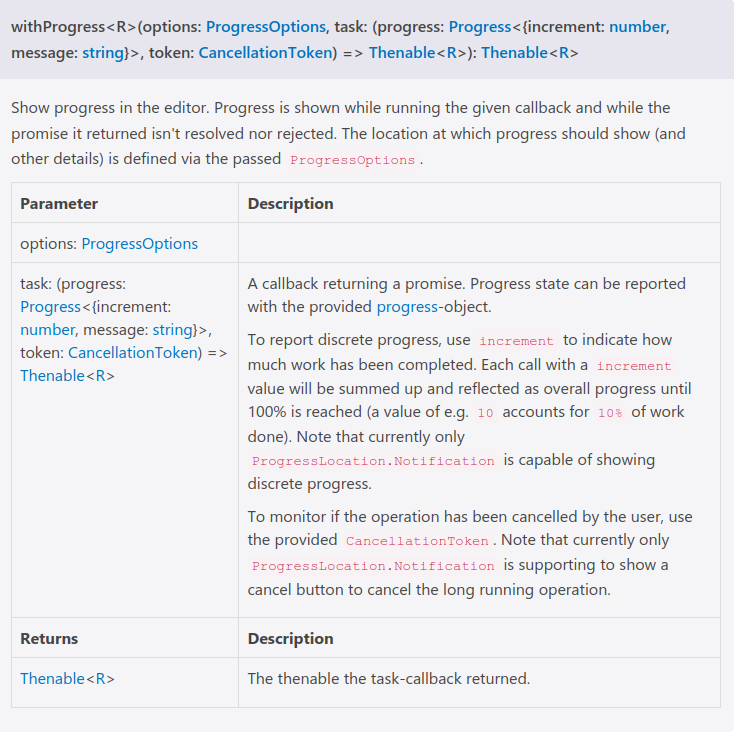 withProgress<R>(options: ProgressOptions, task: (progress: Progress<{increment: number,
message: string}>, token: CancellationToken) => Thenable<R>): Thenable<R>
Show progress in the editor. Progress is shown while running the given callback and while the
promise it returned isn't resolved nor rejected. The location at which progress should show (and
other details) is defined via the passed ProgressOptions.
Parameter
Description
options: ProgressOptions
task: (progress:
Progress<{increment:
number, message: string}>,
token: CancellationToken) =>
Thenable<R>
A callback returning a promise. Progress state can be reported
with the provided progress-object.
To report discrete progress, use increment to indicate how
much work has been completed. Each call with a increment
value will be summed up and reflected as overall progress until
100% is reached (a value of e.g. 10 accounts for 10% of work
done). Note that currently only
ProgressLocation.Notification is capable of showing
discrete progress.
To monitor if the operation has been cancelled by the user, use
the provided CancellationToken. Note that currently only
ProgressLocation.Notification is supporting to show a
cancel button to cancel the long running operation.
Returns
Description
Thenable<R>
The thenable the task-callback returned.